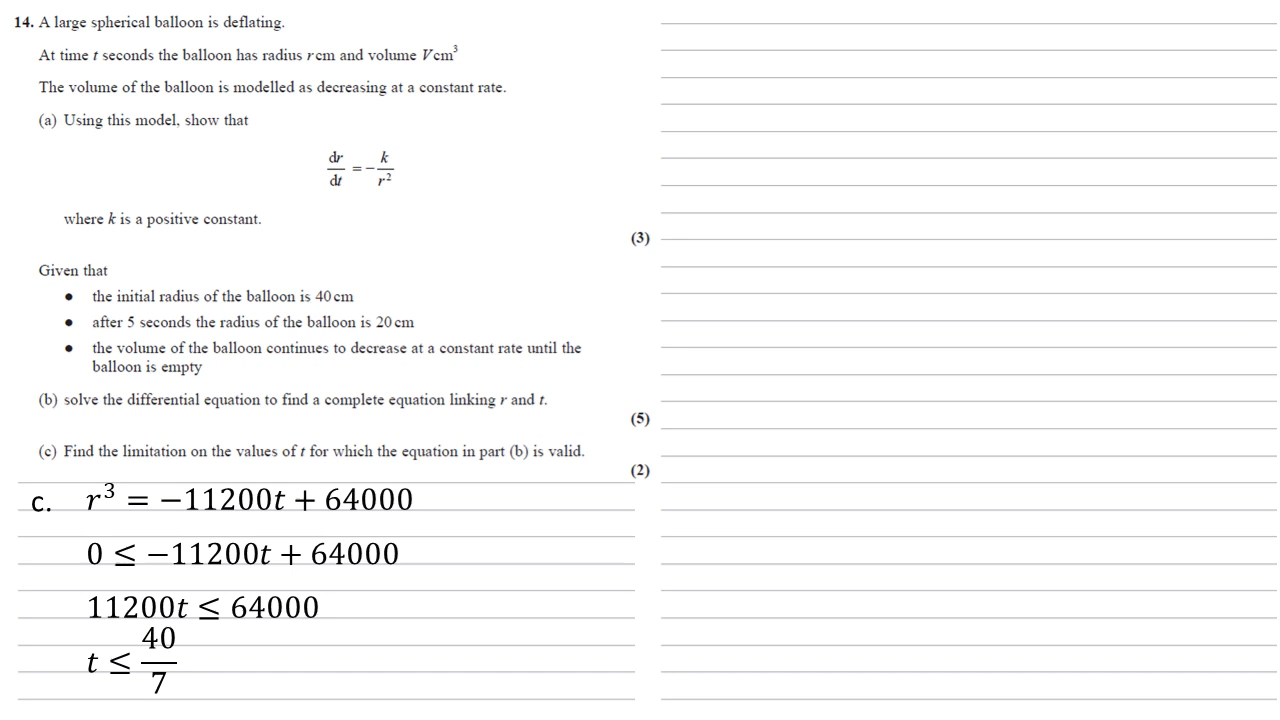 14. A large spherical balloon is deflating.
At time t seconds the balloon has radius r cm and volume V cm³
The volume of the balloon is modelled as decreasing at a constant rate.
(a) Using this model, show that
dr/dt = −k/r²
where k is a positive constant.
(3)
Given that
• the initial radius of the balloon is 40 cm
• after 5 seconds the radius of the balloon is 20 cm
• the volume of the balloon continues to decrease at a constant rate until the
balloon is empty
(b) solve the differential equation to find a complete equation linking r and t.
(5)
(c) Find the limitation on the values of t for which the equation in part (b) is valid.
(2)
c. r³ = −11200t + 64000
0 ≤ −11200t + 64000
11200t ≤ 64000
t ≤ 40/7